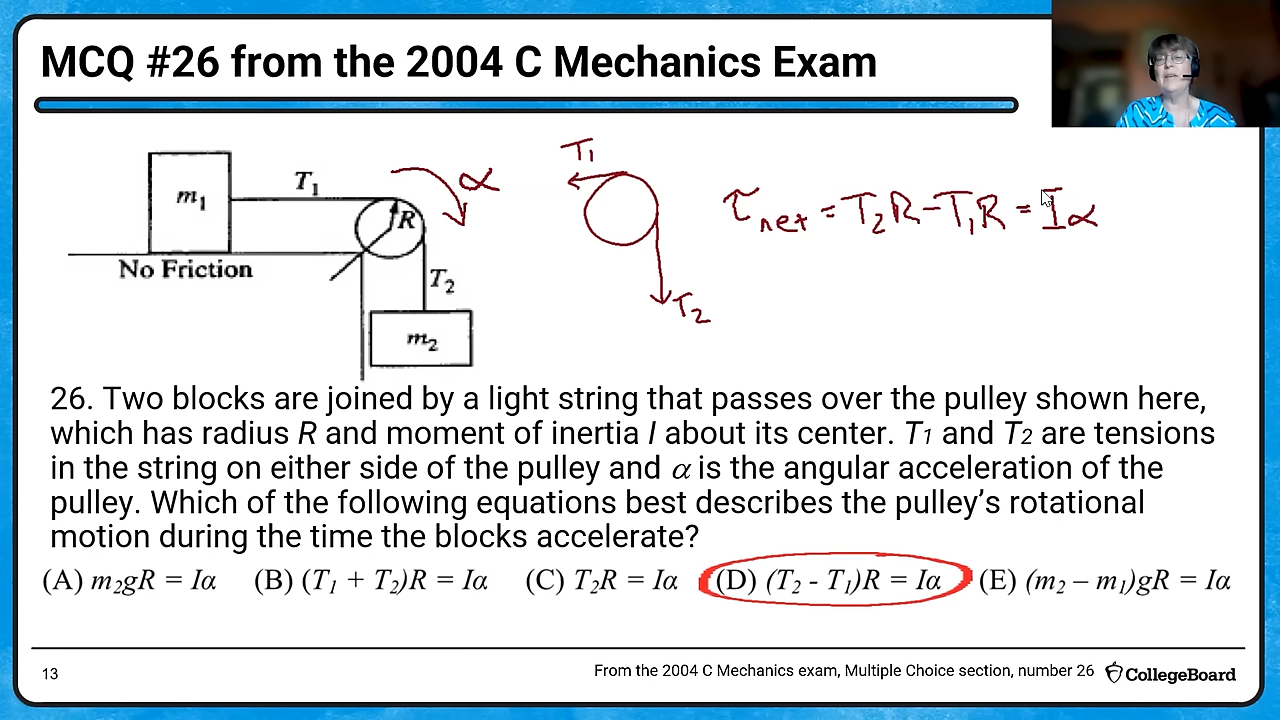 MCQ #26 from the 2004 C Mechanics Exam
m₁
T₁
R
α
No Friction
T₂
m₂
T₁
T₂
τnet = T₂R - T₁R = Iα
26. Two blocks are joined by a light string that passes over the pulley shown here,
which has radius R and moment of inertia I about its center. T₁ and T₂ are tensions
in the string on either side of the pulley and α is the angular acceleration of the
pulley. Which of the following equations best describes the pulley’s rotational
motion during the time the blocks accelerate?
(A) m₂gR = Iα (B) (T₁ + T₂)R = Iα (C) T₂R = Iα (D) (T₂ - T₁)R = Iα (E) (m₂ – m₁)gR = Iα
13
From the 2004 C Mechanics exam, Multiple Choice section, number 26
CollegeBoard